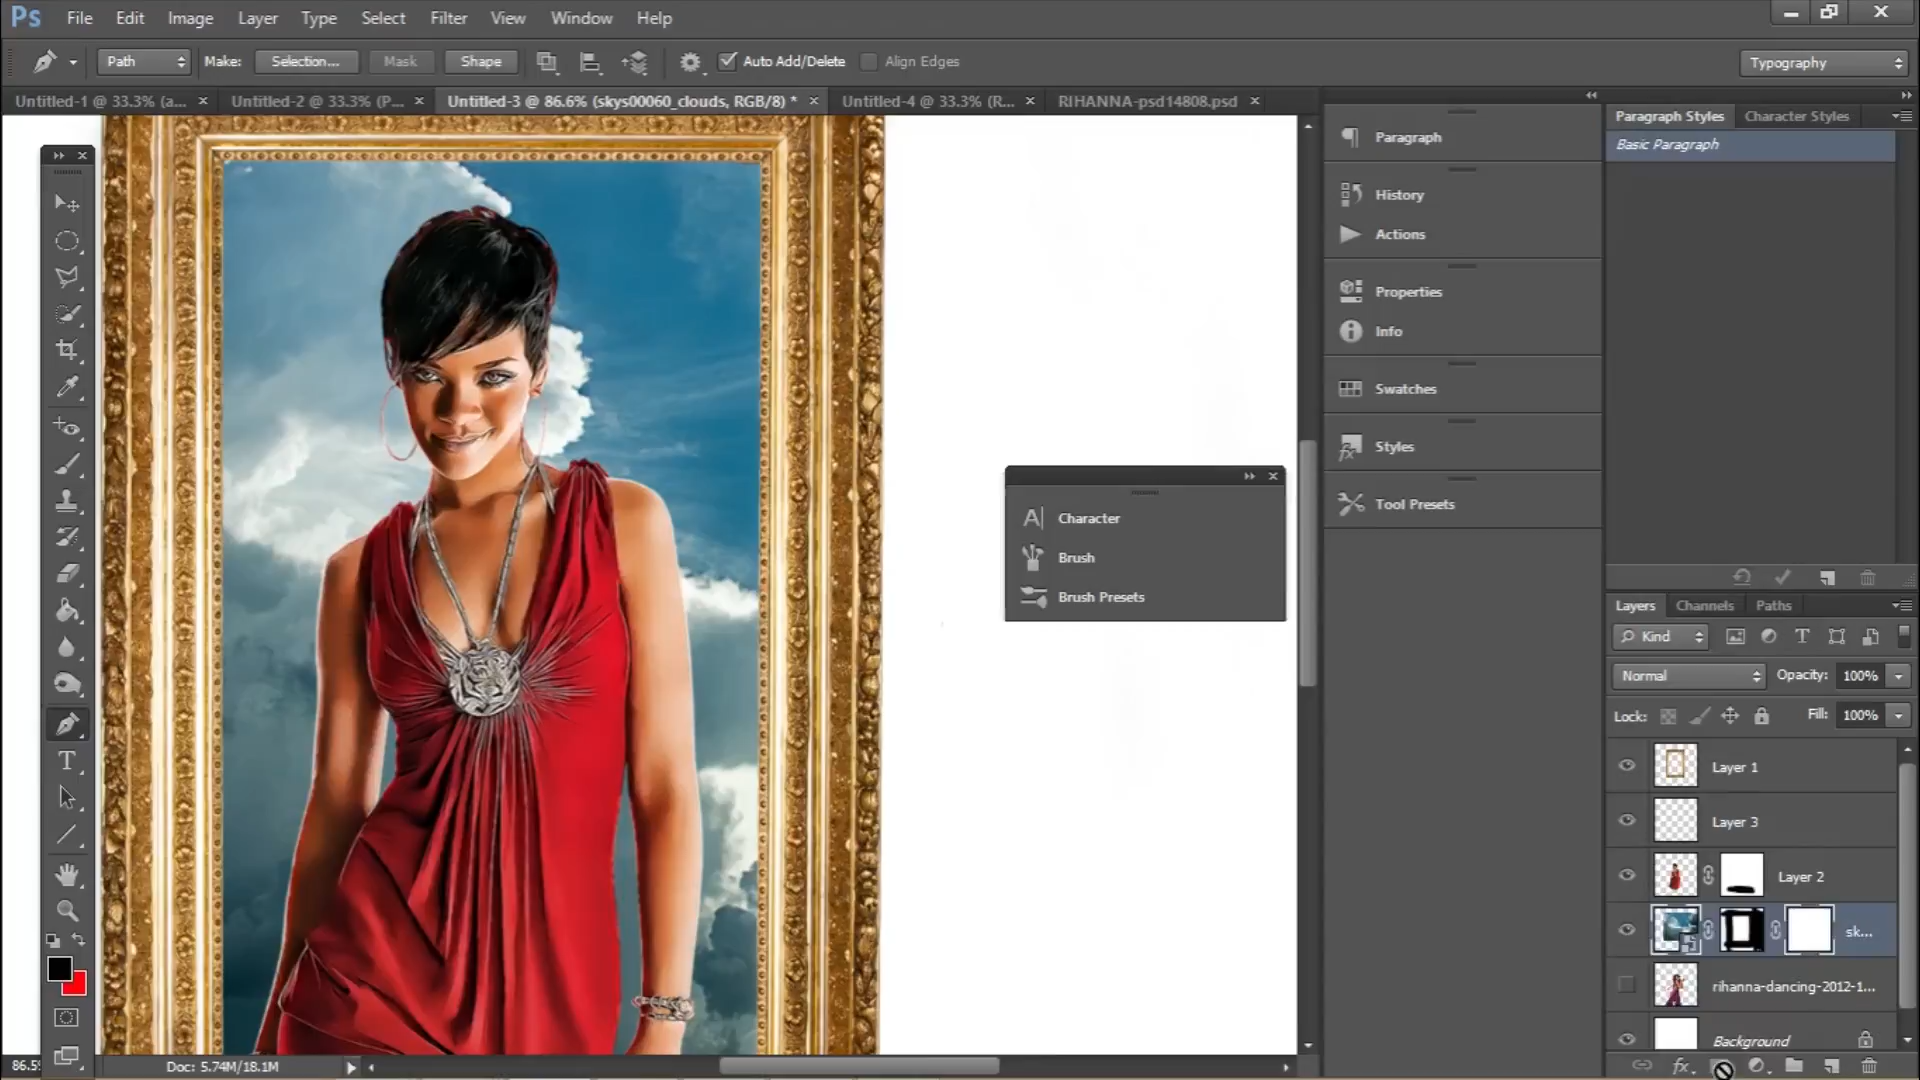 Ps File Edit Image Layer Type Select Filter View Window Help
Path Make: Selection... Mask Shape Auto Add/Delete Align Edges Typography
Untitled-1 @ 33.3% (a... × Untitled-2 @ 33.3% (P... × Untitled-3 @ 86.6% (skys00060_clouds, RGB/8) * × Untitled-4 @ 33.3% (R... × RIHANNA-psd14808.psd ×
Paragraph
History
Actions
Properties
Info
Swatches
Styles
Tool Presets
Paragraph Styles Character Styles
Basic Paragraph
Character
Brush
Brush Presets
Layers Channels Paths
Kind
Normal Opacity: 100%
Lock: Fill: 100%
Layer 1
Layer 3
Layer 2
sk...
rihanna-dancing-2012-1...
Background
fx
86.5 Doc: 5.74M/18.1M